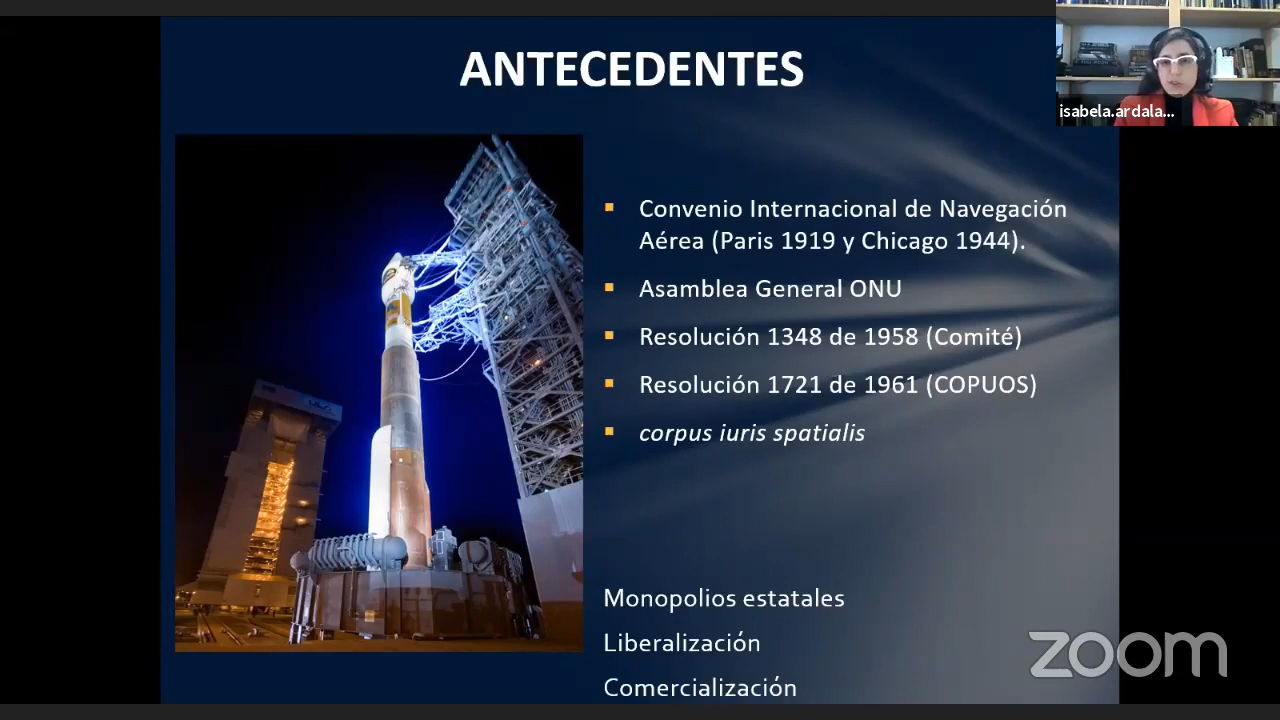 ANTECEDENTES
isabela.ardala...
▪ Convenio Internacional de Navegación
Aérea (Paris 1919 y Chicago 1944).
▪ Asamblea General ONU
▪ Resolución 1348 de 1958 (Comité)
▪ Resolución 1721 de 1961 (COPUOS)
▪ corpus iuris spatialis
Monopolios estatales
Liberalización
Comercialización
zoom